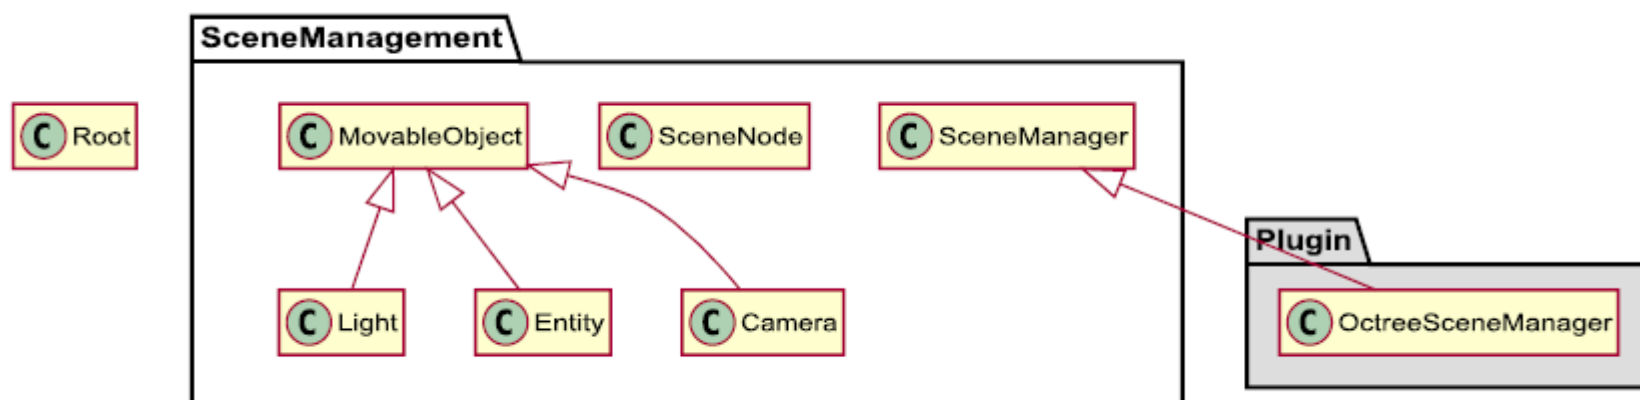 SceneManagement
C Root
C MovableObject
C SceneNode
C SceneManager
Plugin
C Light
C Entity
C Camera
C OctreeSceneManager